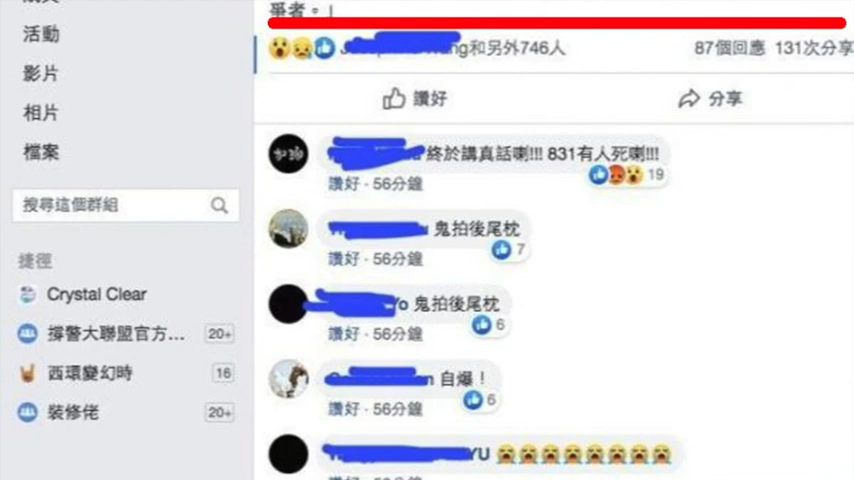 爭者。」
活動
影片
相片
檔案
搜尋這個群組
捷徑
Crystal Clear
撐警大聯盟官方... 20+
西環變幻時 16
裝修佬 20+
和另外746人 87個回應 131次分享
讚好 分享
終於講真話喇!!! 831有人死喇!!!
19
讚好 · 56分鐘
鬼拍後尾枕
7
讚好 · 56分鐘
鬼拍後尾枕
6
讚好 · 56分鐘
自爆！
6
讚好 · 56分鐘
YU